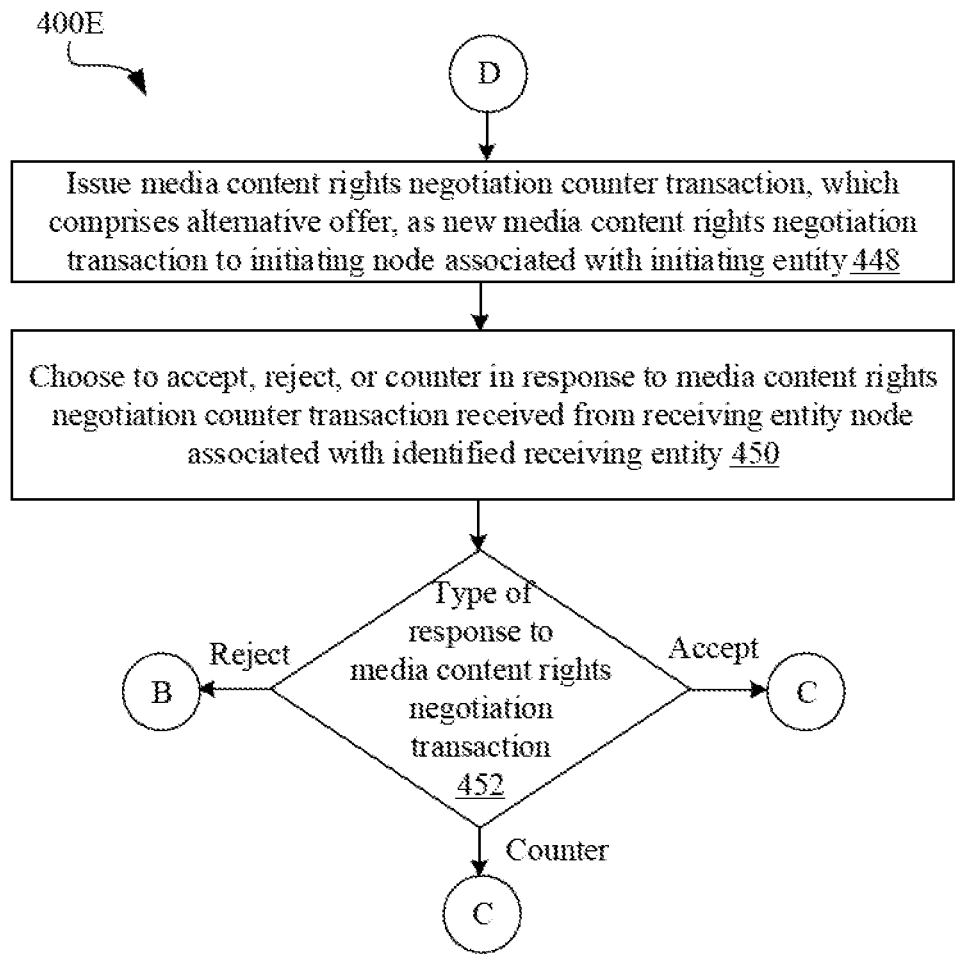 400E
D
Issue media content rights negotiation counter transaction, which
comprises alternative offer, as new media content rights negotiation
transaction to initiating node associated with initiating entity 448
Choose to accept, reject, or counter in response to media content rights
negotiation counter transaction received from receiving entity node
associated with identified receiving entity 450
Type of
response to
media content rights
negotiation
transaction
452
Reject
B
Accept
C
Counter
C